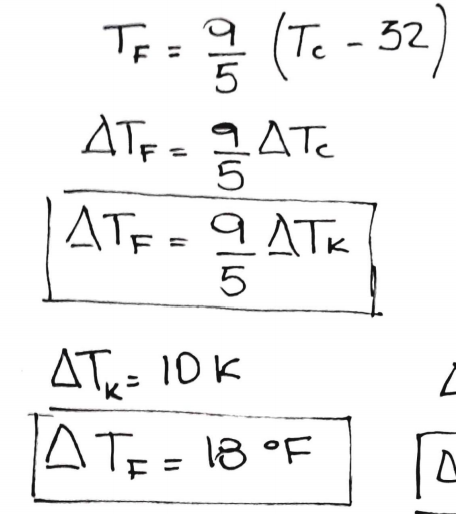 T_F = 9/5 (T_C - 32)
ΔT_F = 9/5 ΔT_C
ΔT_F = 9/5 ΔT_K
ΔT_K = 10 K
ΔT_F = 18 °F